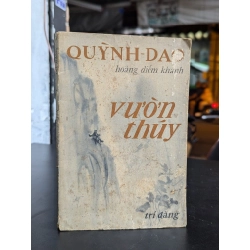 QUỲNH-DAO
hoàng diễm khanh
vườn
thúy
trí đăng